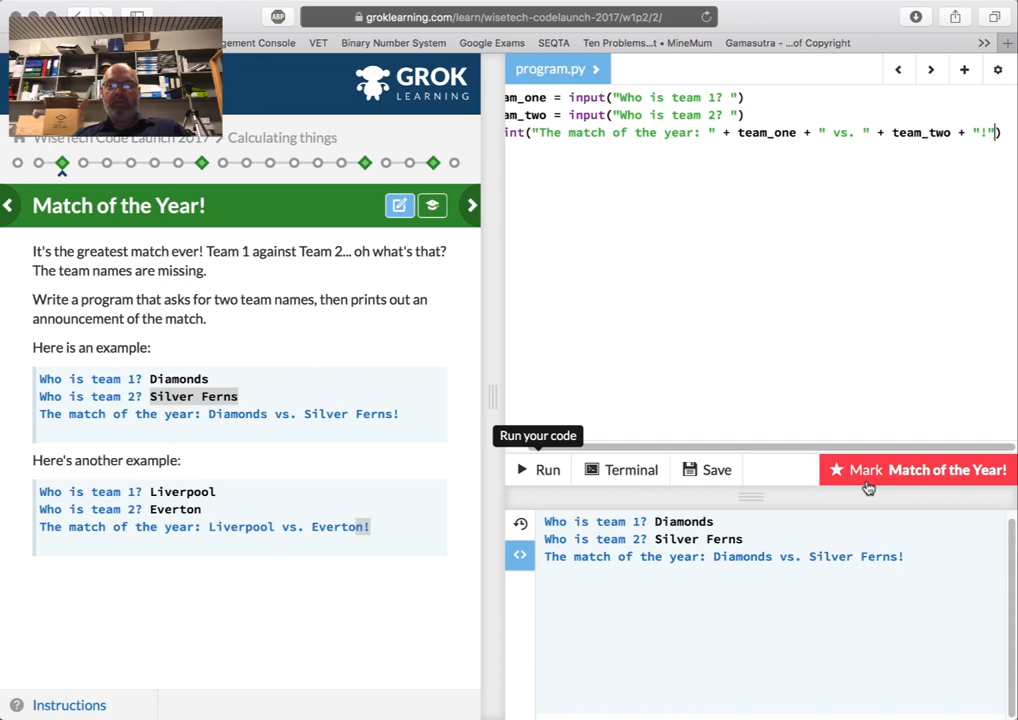 ABP
groklearning.com/learn/wisetech-codelaunch-2017/w1p2/2/
gement Console VET Binary Number System Google Exams SEQTA Ten Problems...t • MineMum Gamasutra - ...of Copyright >> +
GROK
LEARNING
WiseTech Code Launch 2017 > Calculating things
Match of the Year!
It's the greatest match ever! Team 1 against Team 2... oh what's that?
The team names are missing.
Write a program that asks for two team names, then prints out an
announcement of the match.
Here is an example:
Who is team 1? Diamonds
Who is team 2? Silver Ferns
The match of the year: Diamonds vs. Silver Ferns!
Here's another example:
Who is team 1? Liverpool
Who is team 2? Everton
The match of the year: Liverpool vs. Everton!
? Instructions
program.py >
am_one = input("Who is team 1? ")
am_two = input("Who is team 2? ")
int("The match of the year: " + team_one + " vs. " + team_two + "!")
Run your code
Run Terminal Save Mark Match of the Year!
Who is team 1? Diamonds
Who is team 2? Silver Ferns
The match of the year: Diamonds vs. Silver Ferns!